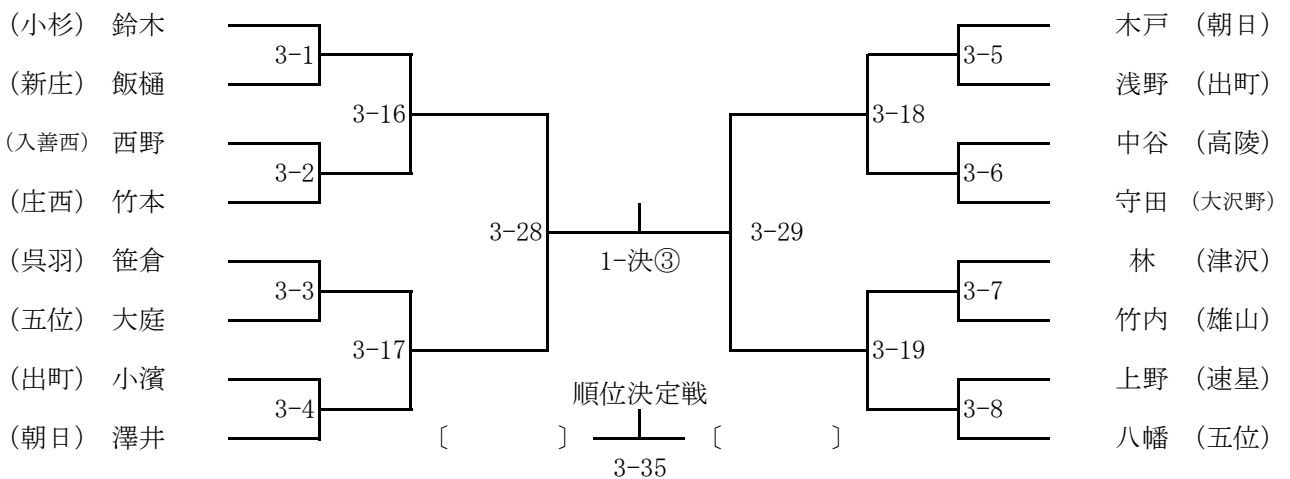 (小杉) 鈴木 木戸 (朝日)
3-1 3-5
(新庄) 飯樋 浅野 (出町)
3-16 3-18
(入善西) 西野 中谷 (高陵)
3-2 3-6
(庄西) 竹本 守田 (大沢野)
3-28 3-29
(呉羽) 笹倉 1-決③ 林 (津沢)
3-3 3-7
(五位) 大庭 竹内 (雄山)
3-17 3-19
(出町) 小濱 順位決定戦 上野 (速星)
3-4 3-8
(朝日) 澤井 〔 〕 〔 〕 八幡 (五位)
3-35